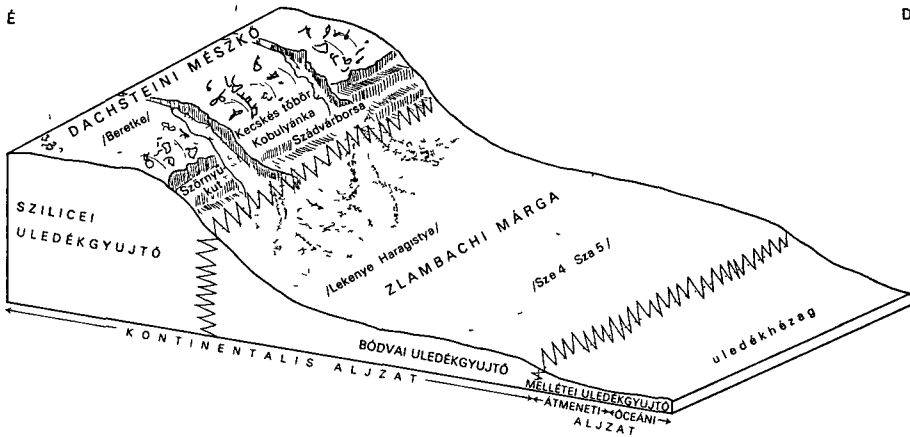 É
D
DACHSTEINI MÉSZKŐ
/Beretke/
Kecskés töbör
Kobulyánka
Szádvárborsa
Szörnyü
kut
SZILICEI
ULEDÉKGYUJTŐ
/Lekenye Haragistya/
ZLAMBACHI MÁRGA
/Sze 4 Sza 5/
uledékhézag
KONTINENTALIS ALJZAT
BÓDVAI ULEDÉKGYUJTŐ
MELLÉTEI ULEDÉKGYUJTŐ
ÁTMENETI
ÓCEÁNI
ALJZAT